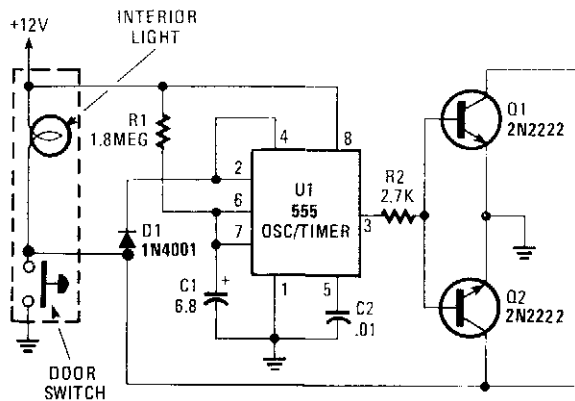 +12V
INTERIOR
LIGHT
R1
1.8MEG
4
8
2
6
7
U1
555
OSC/TIMER
3
R2
2.7K
Q1
2N2222
D1
1N4001
C1
6.8
+
1
5
C2
.01
Q2
2N2222
DOOR
SWITCH